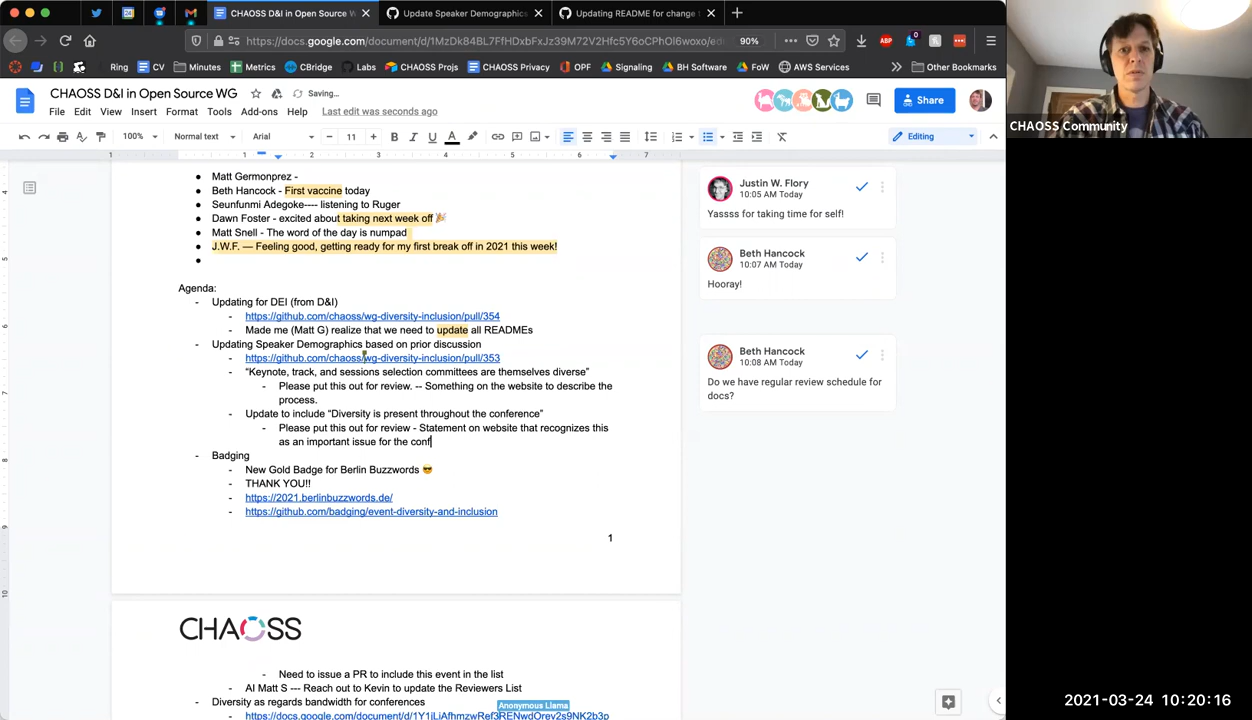 CHAOSS D&I in Open Source W
Update Speaker Demographics
Updating README for change t
https://docs.google.com/document/d/1MzDk84BL7FfHDxbFxJz39M72V2Hfc5Y6oCPhOl6woxo/ed
90%
ABP
0
Ring
CV
Minutes
Metrics
CBridge
Labs
CHAOSS Projs
CHAOSS Privacy
OPF
Signaling
BH Software
FoW
AWS Services
Other Bookmarks
CHAOSS D&I in Open Source WG
Saving...
File Edit View Insert Format Tools Add-ons Help Last edit was seconds ago
Share
100% Normal text Arial 11 B I U A
Editing
1 1 2 3 4 5 6 7
Matt Germonprez -
Beth Hancock - First vaccine today
Seunfunmi Adegoke---- listening to Ruger
Dawn Foster - excited about taking next week off 🎉
Matt Snell - The word of the day is numpad
J.W.F. — Feeling good, getting ready for my first break off in 2021 this week!
Agenda:
- Updating for DEI (from D&I)
- https://github.com/chaoss/wg-diversity-inclusion/pull/354
- Made me (Matt G) realize that we need to update all READMEs
- Updating Speaker Demographics based on prior discussion
- https://github.com/chaoss/wg-diversity-inclusion/pull/353
- “Keynote, track, and sessions selection committees are themselves diverse”
- Please put this out for review. -- Something on the website to describe the
process.
- Update to include “Diversity is present throughout the conference”
- Please put this out for review - Statement on website that recognizes this
as an important issue for the conf
- Badging
- New Gold Badge for Berlin Buzzwords 😎
- THANK YOU!!
- https://2021.berlinbuzzwords.de/
- https://github.com/badging/event-diversity-and-inclusion
1
CHAOSS
- Need to issue a PR to include this event in the list
- AI Matt S --- Reach out to Kevin to update the Reviewers List
- Diversity as regards bandwidth for conferences
Anonymous Llama
Justin W. Flory
10:05 AM Today
Yassss for taking time for self!
Beth Hancock
10:07 AM Today
Hooray!
Beth Hancock
10:08 AM Today
Do we have regular review schedule for
docs?
CHAOSS Community
2021-03-24 10:20:16